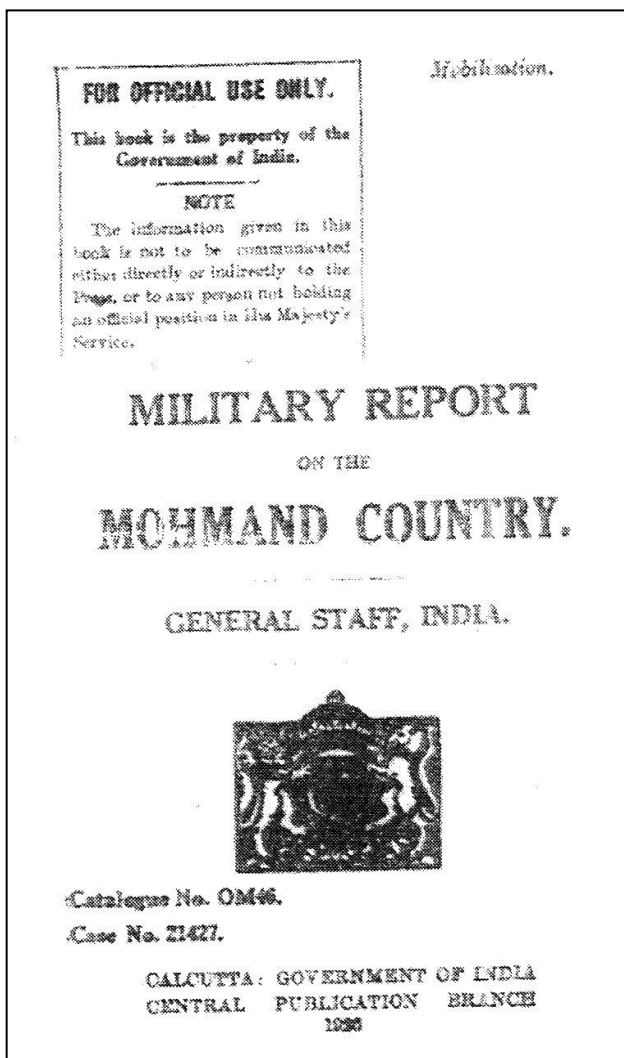 Mobilization.
FOR OFFICIAL USE ONLY.
This book is the property of the
Government of India.
NOTE
The information given in this
book is not to be communicated
either directly or indirectly to the
Press, or to any person not holding
an official position in His Majesty's
Service.
MILITARY REPORT
ON THE
MOHMAND COUNTRY.
GENERAL STAFF, INDIA.
Catalogue No. OM46.
Case No. 21427.
CALCUTTA: GOVERNMENT OF INDIA
CENTRAL PUBLICATION BRANCH